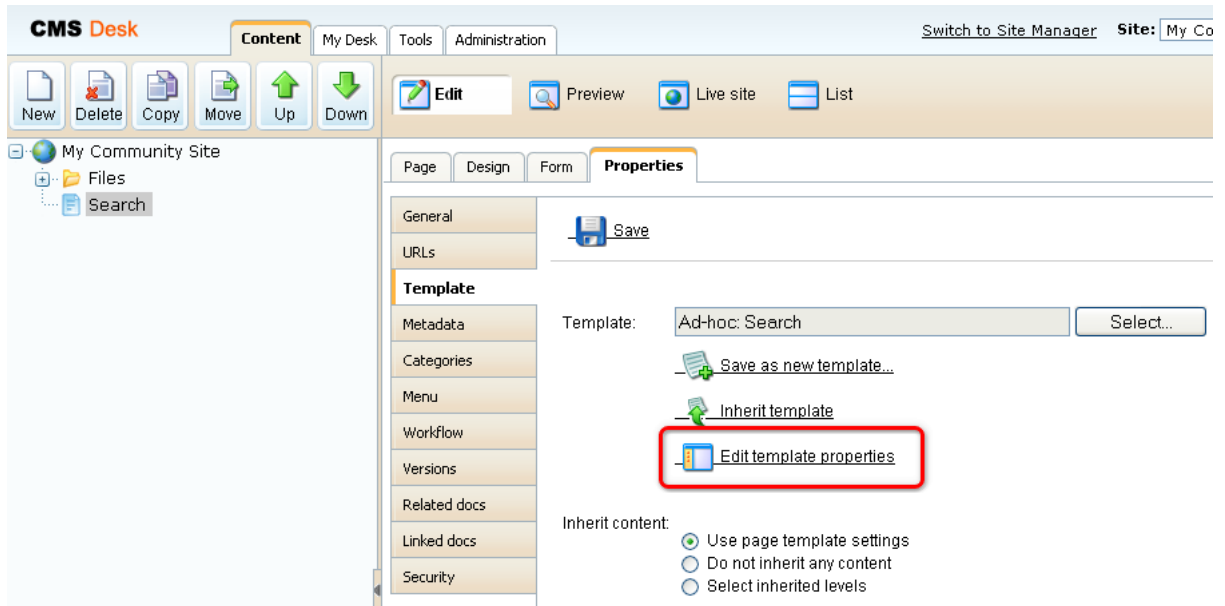 CMS Desk
Content My Desk Tools Administration Switch to Site Manager Site: My Co
New Delete Copy Move Up Down Edit Preview Live site List
My Community Site
Files
Search
Page Design Form Properties
General
URLs
Template
Metadata
Categories
Menu
Workflow
Versions
Related docs
Linked docs
Security
Save
Template: Ad-hoc: Search Select...
Save as new template...
Inherit template
Edit template properties
Inherit content:
Use page template settings
Do not inherit any content
Select inherited levels